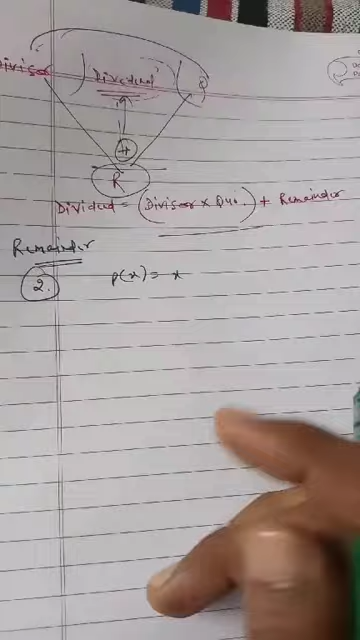 Divisor ) Dividend ( Q
+
R
Dividend = (Divisor x Quo.) + Remainder
Remainder
2. p(x) = x